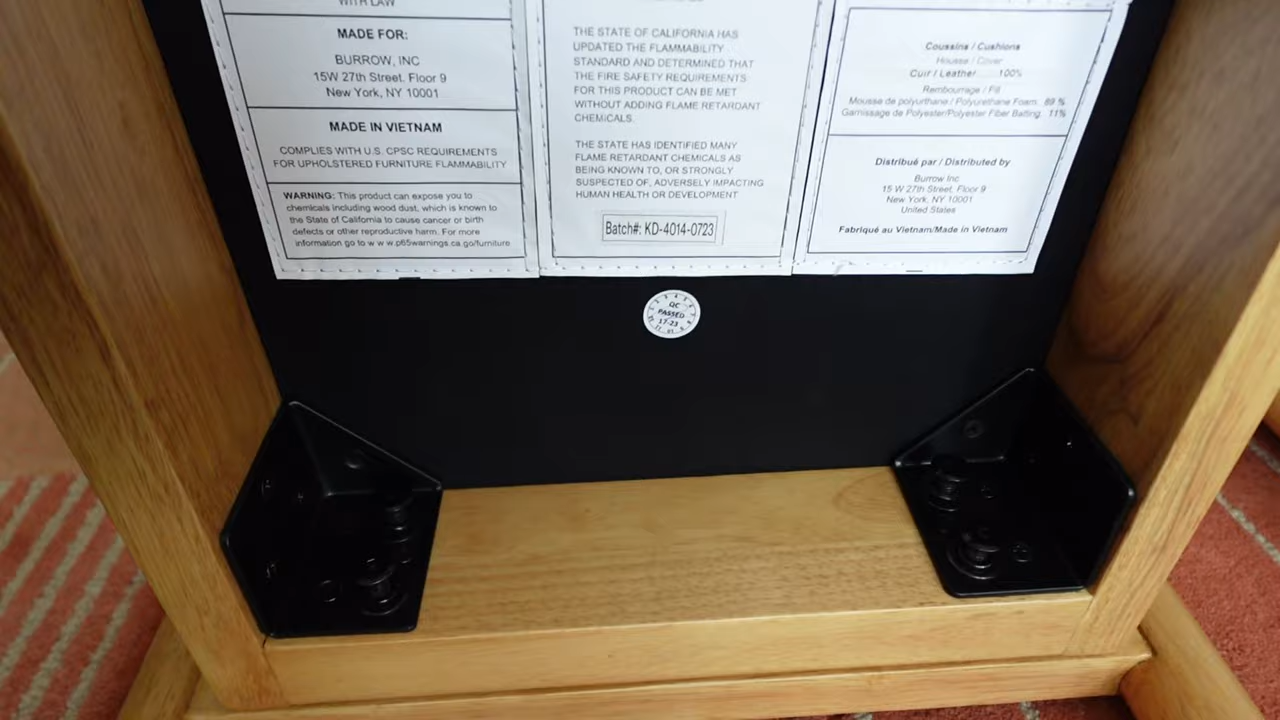 WITH LAW
MADE FOR:
BURROW, INC
15W 27th Street. Floor 9
New York, NY 10001
MADE IN VIETNAM
COMPLIES WITH U.S. CPSC REQUIREMENTS
FOR UPHOLSTERED FURNITURE FLAMMABILITY
WARNING: This product can expose you to
chemicals including wood dust, which is known to
the State of California to cause cancer or birth
defects or other reproductive harm. For more
information go to w w w.p65warnings.ca.go/furniture
THE STATE OF CALIFORNIA HAS
UPDATED THE FLAMMABILITY
STANDARD AND DETERMINED THAT
THE FIRE SAFETY REQUIREMENTS
FOR THIS PRODUCT CAN BE MET
WITHOUT ADDING FLAME RETARDANT
CHEMICALS.
THE STATE HAS IDENTIFIED MANY
FLAME RETARDANT CHEMICALS AS
BEING KNOWN TO, OR STRONGLY
SUSPECTED OF, ADVERSELY IMPACTING
HUMAN HEALTH OR DEVELOPMENT
Batch#: KD-4014-0723
Coussins / Cushions
Housse / Cover
Cuir / Leather......100%
Rembourrage / Fill
Mousse de polyurthane / Polyurethane Foam. 89 %
Garnissage de Polyester/Polyester Fiber Batting. 11%
Distribué par / Distributed by
Burrow Inc
15 W 27th Street, Floor 9
New York, NY 10001
United States
Fabriqué au Vietnam/Made in Vietnam
QC
PASSED
17-23